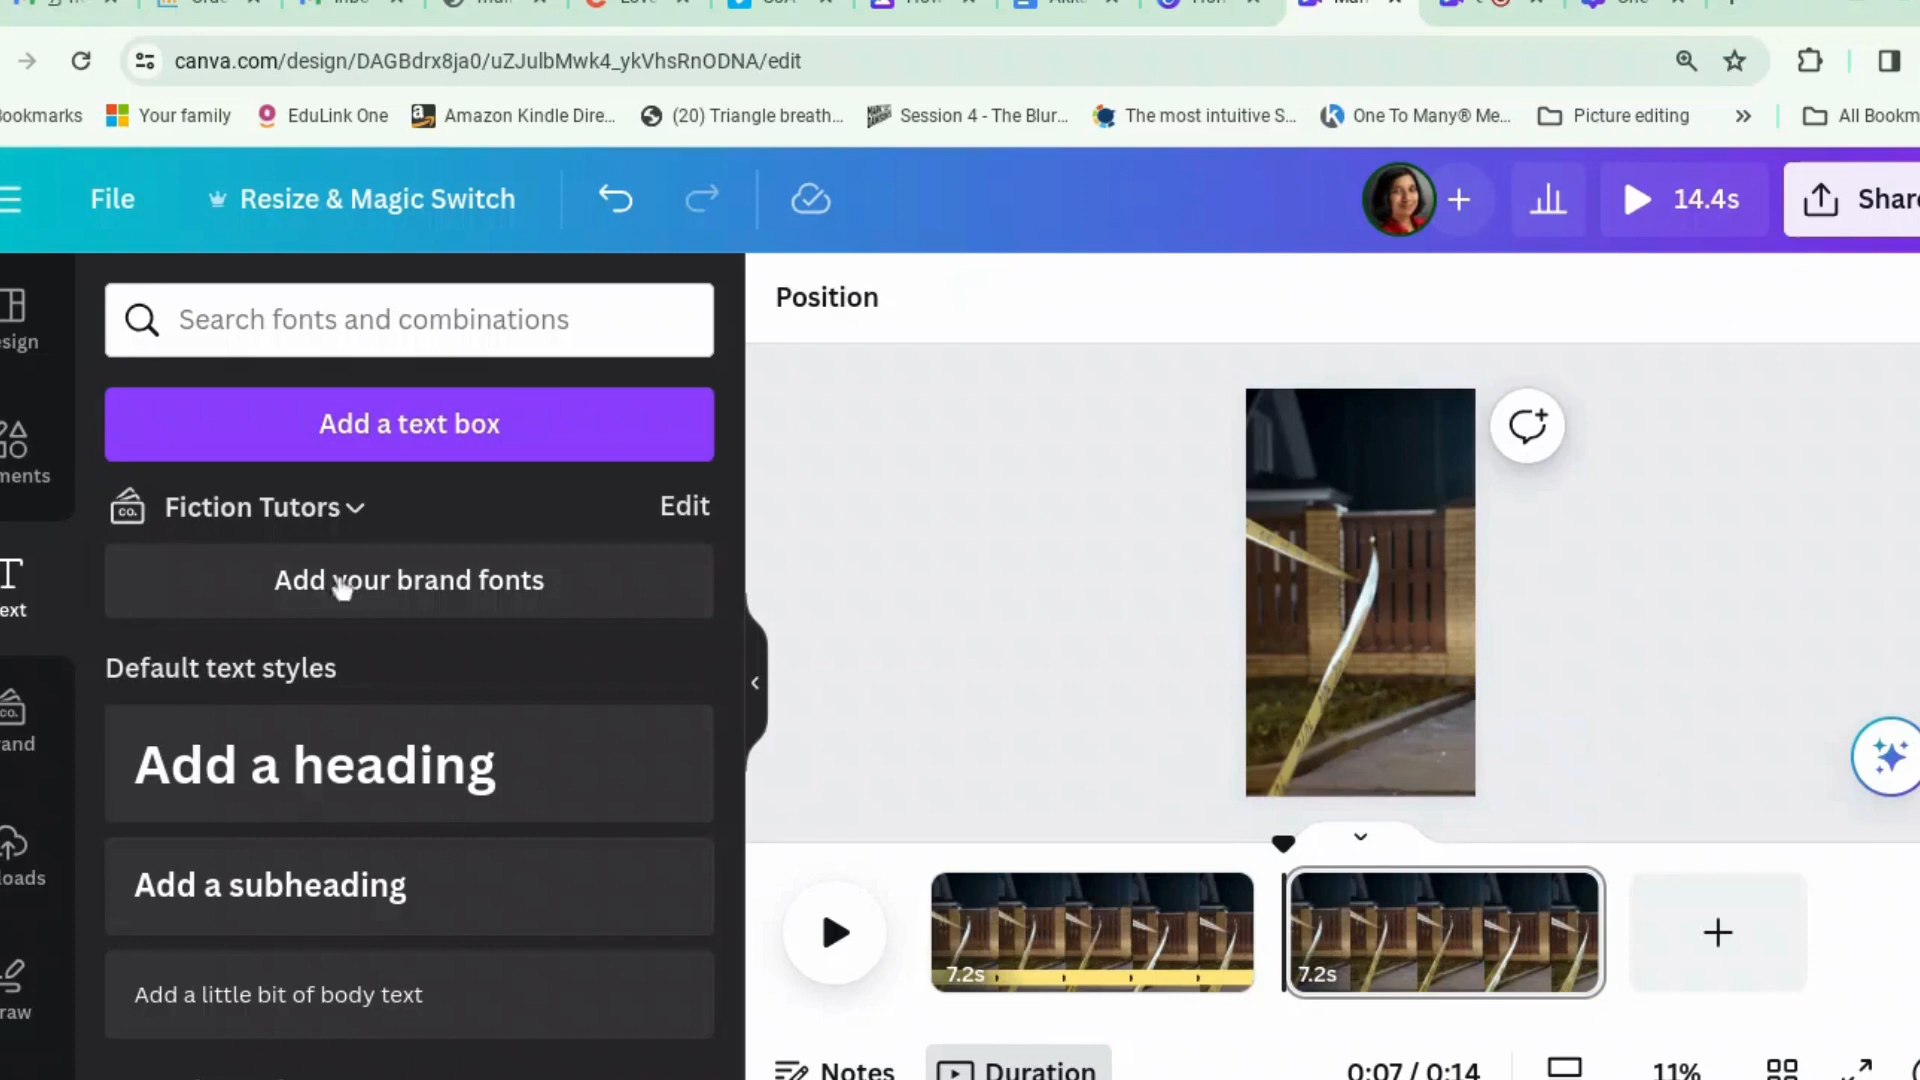 canva.com/design/DAGBdrx8ja0/uZJulbMwk4_ykVhsRnODNA/edit
Bookmarks Your family EduLink One Amazon Kindle Dire... (20) Triangle breath... Session 4 - The Blur... The most intuitive S... One To Many® Me... Picture editing » All Bookm
File Resize & Magic Switch 14.4s Share
Search fonts and combinations
Position
esign
Add a text box
ments
Fiction Tutors Edit
Add your brand fonts
ext
Default text styles
and
Add a heading
Add a subheading
loads
7.2s 7.2s
Add a little bit of body text
raw
Notes Duration 0:07 / 0:14 11%